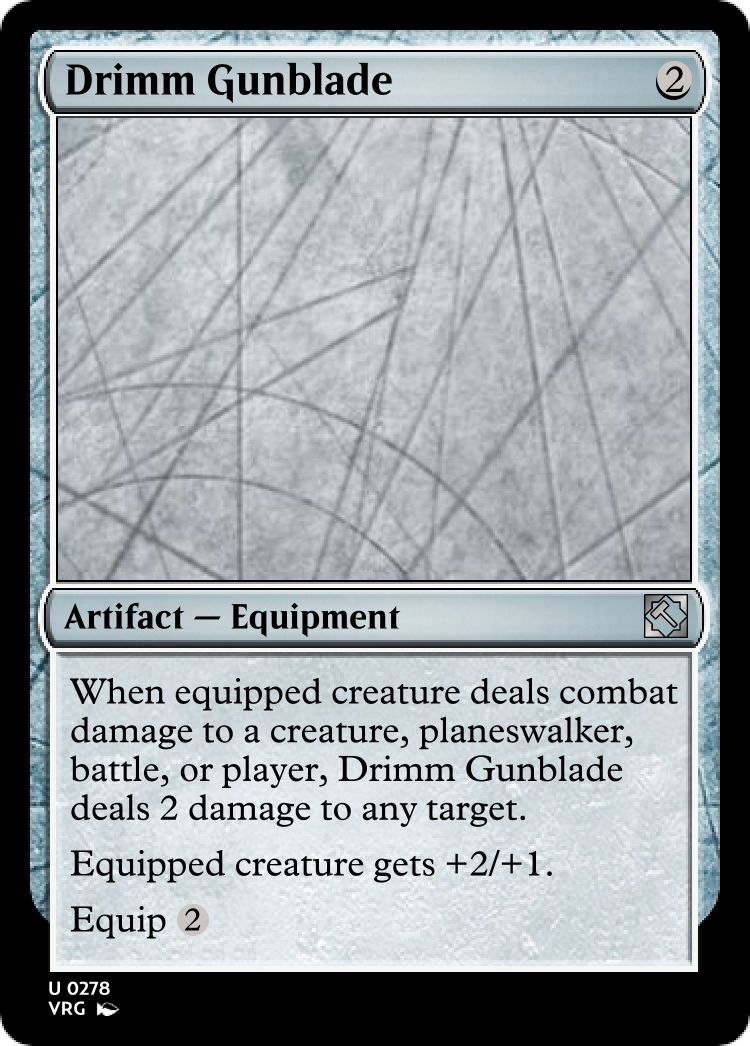 Drimm Gunblade 2
Artifact — Equipment
When equipped creature deals combat
damage to a creature, planeswalker,
battle, or player, Drimm Gunblade
deals 2 damage to any target.
Equipped creature gets +2/+1.
Equip 2
U 0278
VRG